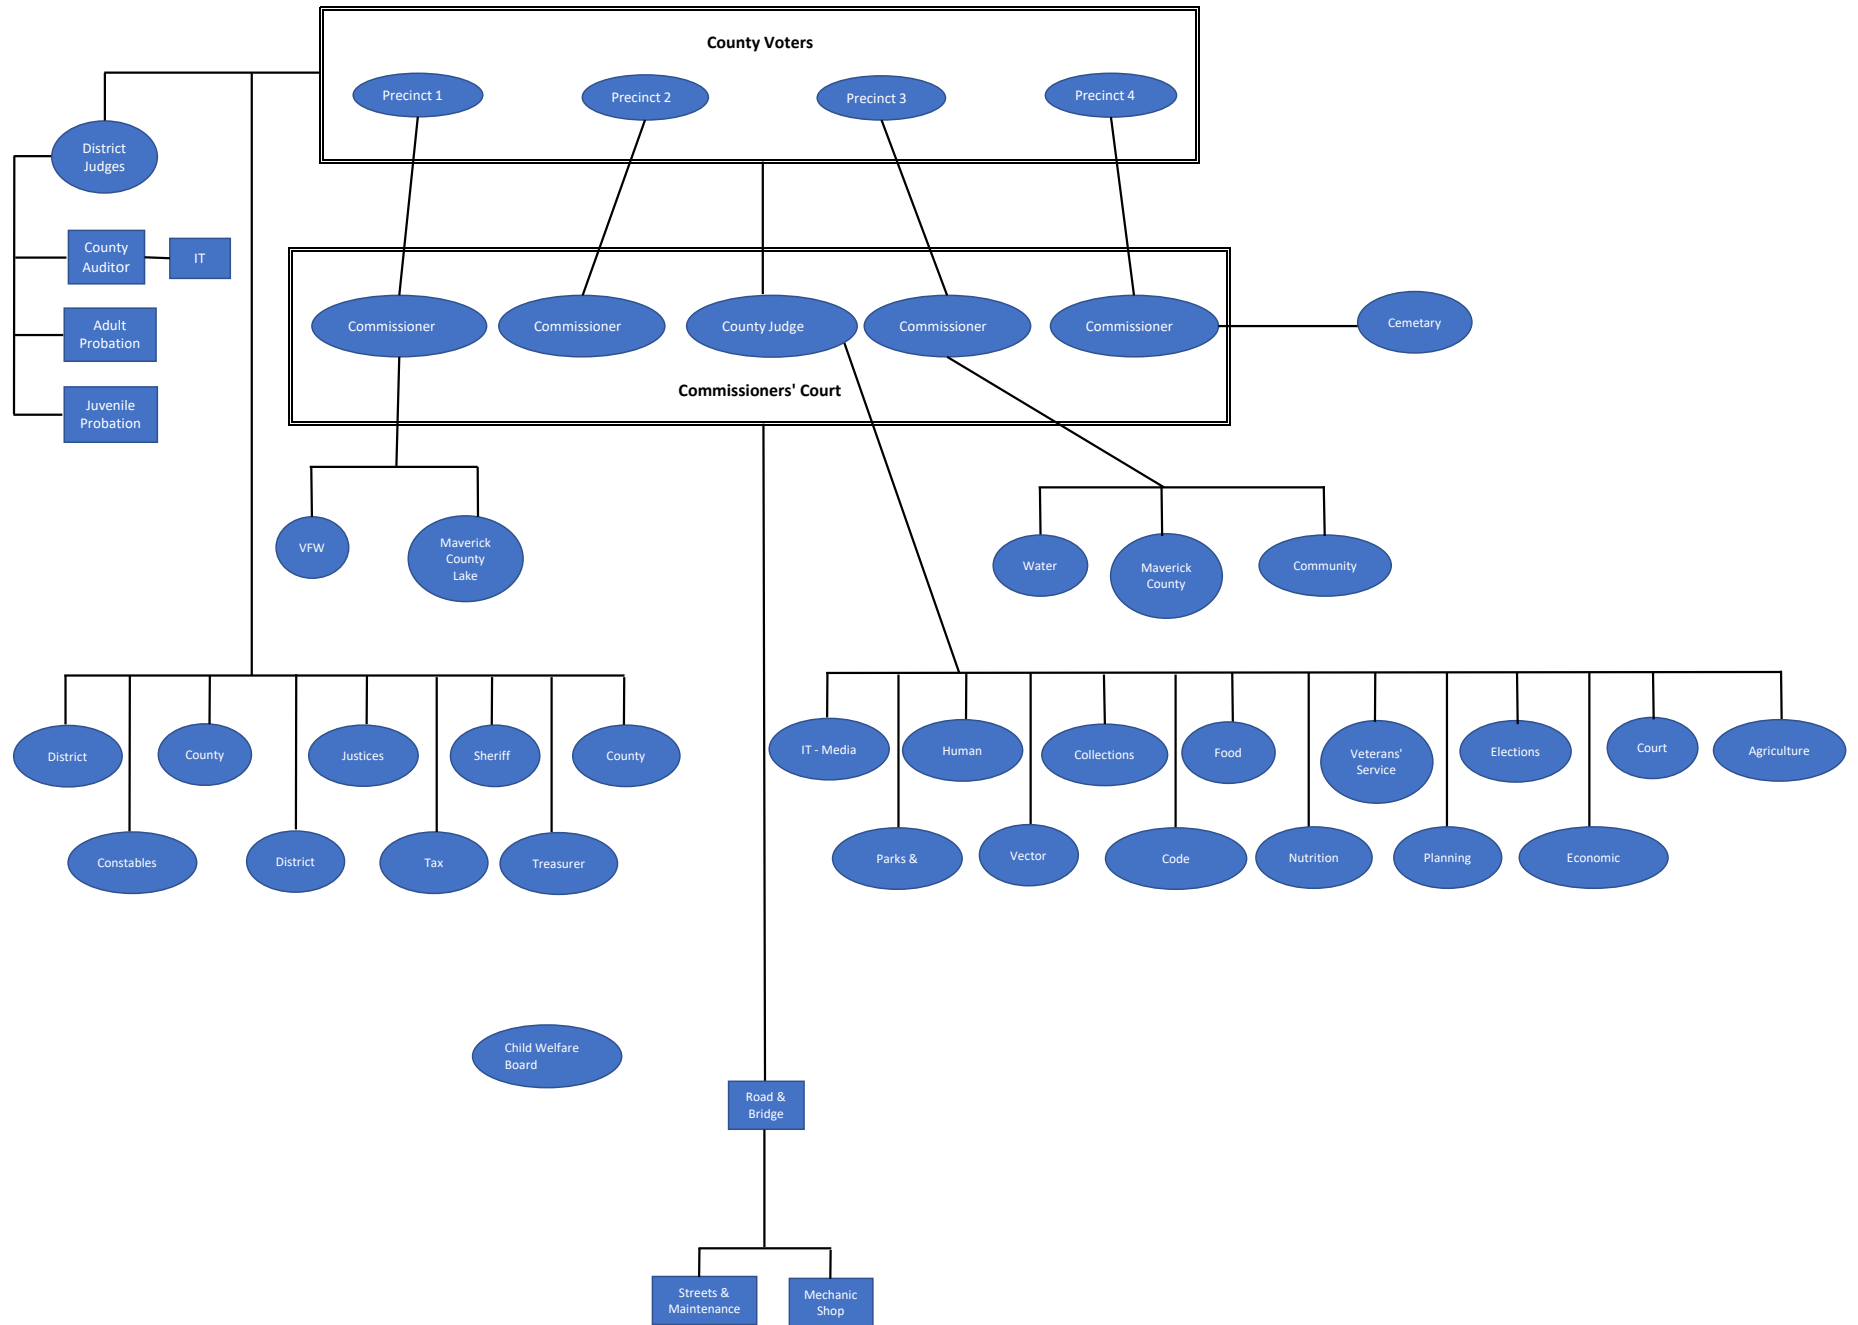 County Voters
Precinct 1
Precinct 2
Precinct 3
Precinct 4
District
Judges
County
Auditor
IT
Adult
Probation
Juvenile
Probation
Commissioner
Commissioner
County Judge
Commissioner
Commissioner
Cemetary
Commissioners' Court
VFW
Maverick
County
Lake
Water
Maverick
County
Community
District
County
Justices
Sheriff
County
Constables
District
Tax
Treasurer
IT - Media
Human
Collections
Food
Veterans'
Service
Elections
Court
Agriculture
Parks &
Vector
Code
Nutrition
Planning
Economic
Child Welfare
Board
Road &
Bridge
Streets &
Maintenance
Mechanic
Shop